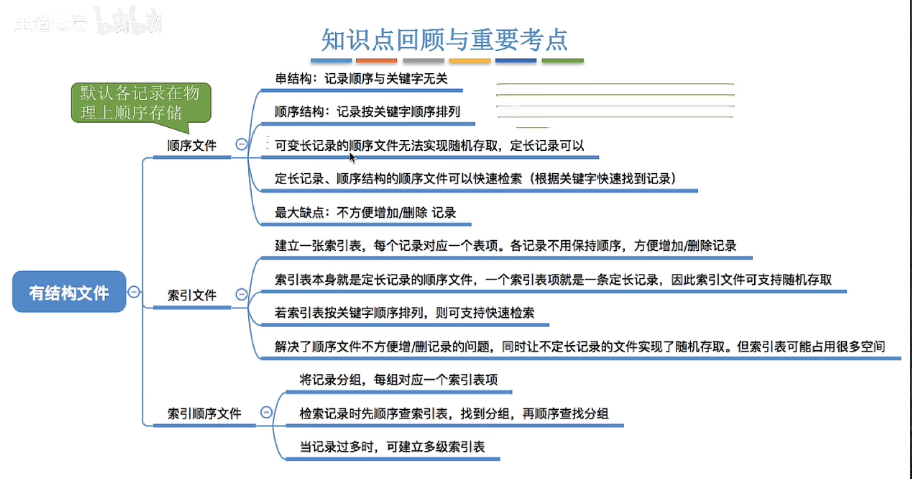 知识点回顾与重要考点
默认各记录在物
理上顺序存储
有结构文件
顺序文件
串结构：记录顺序与关键字无关
顺序结构：记录按关键字顺序排列
可变长记录的顺序文件无法实现随机存取，定长记录可以
定长记录、顺序结构的顺序文件可以快速检索（根据关键字快速找到记录）
最大缺点：不方便增加/删除 记录
索引文件
建立一张索引表，每个记录对应一个表项。各记录不用保持顺序，方便增加/删除记录
索引表本身就是定长记录的顺序文件，一个索引表项就是一条定长记录，因此索引文件可支持随机存取
若索引表按关键字顺序排列，则可支持快速检索
解决了顺序文件不方便增/删记录的问题，同时让不定长记录的文件实现了随机存取。但索引表可能占用很多空间
索引顺序文件
将记录分组，每组对应一个索引表项
检索记录时先顺序查索引表，找到分组，再顺序查找分组
当记录过多时，可建立多级索引表